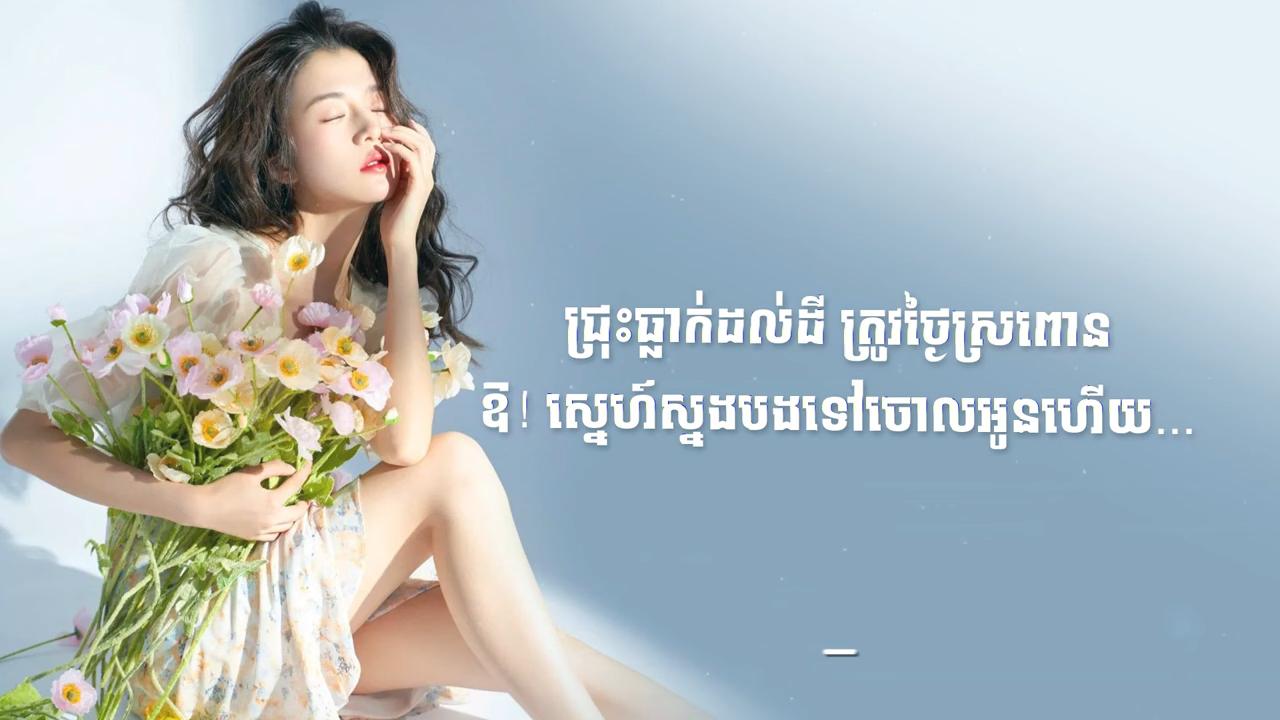 ជ្រុះធ្លាក់ដល់ដី ត្រូវថ្ងៃស្រពោន
ឱ! ស្នេហ៍ស្នងបងទៅចោលអូនហើយ...